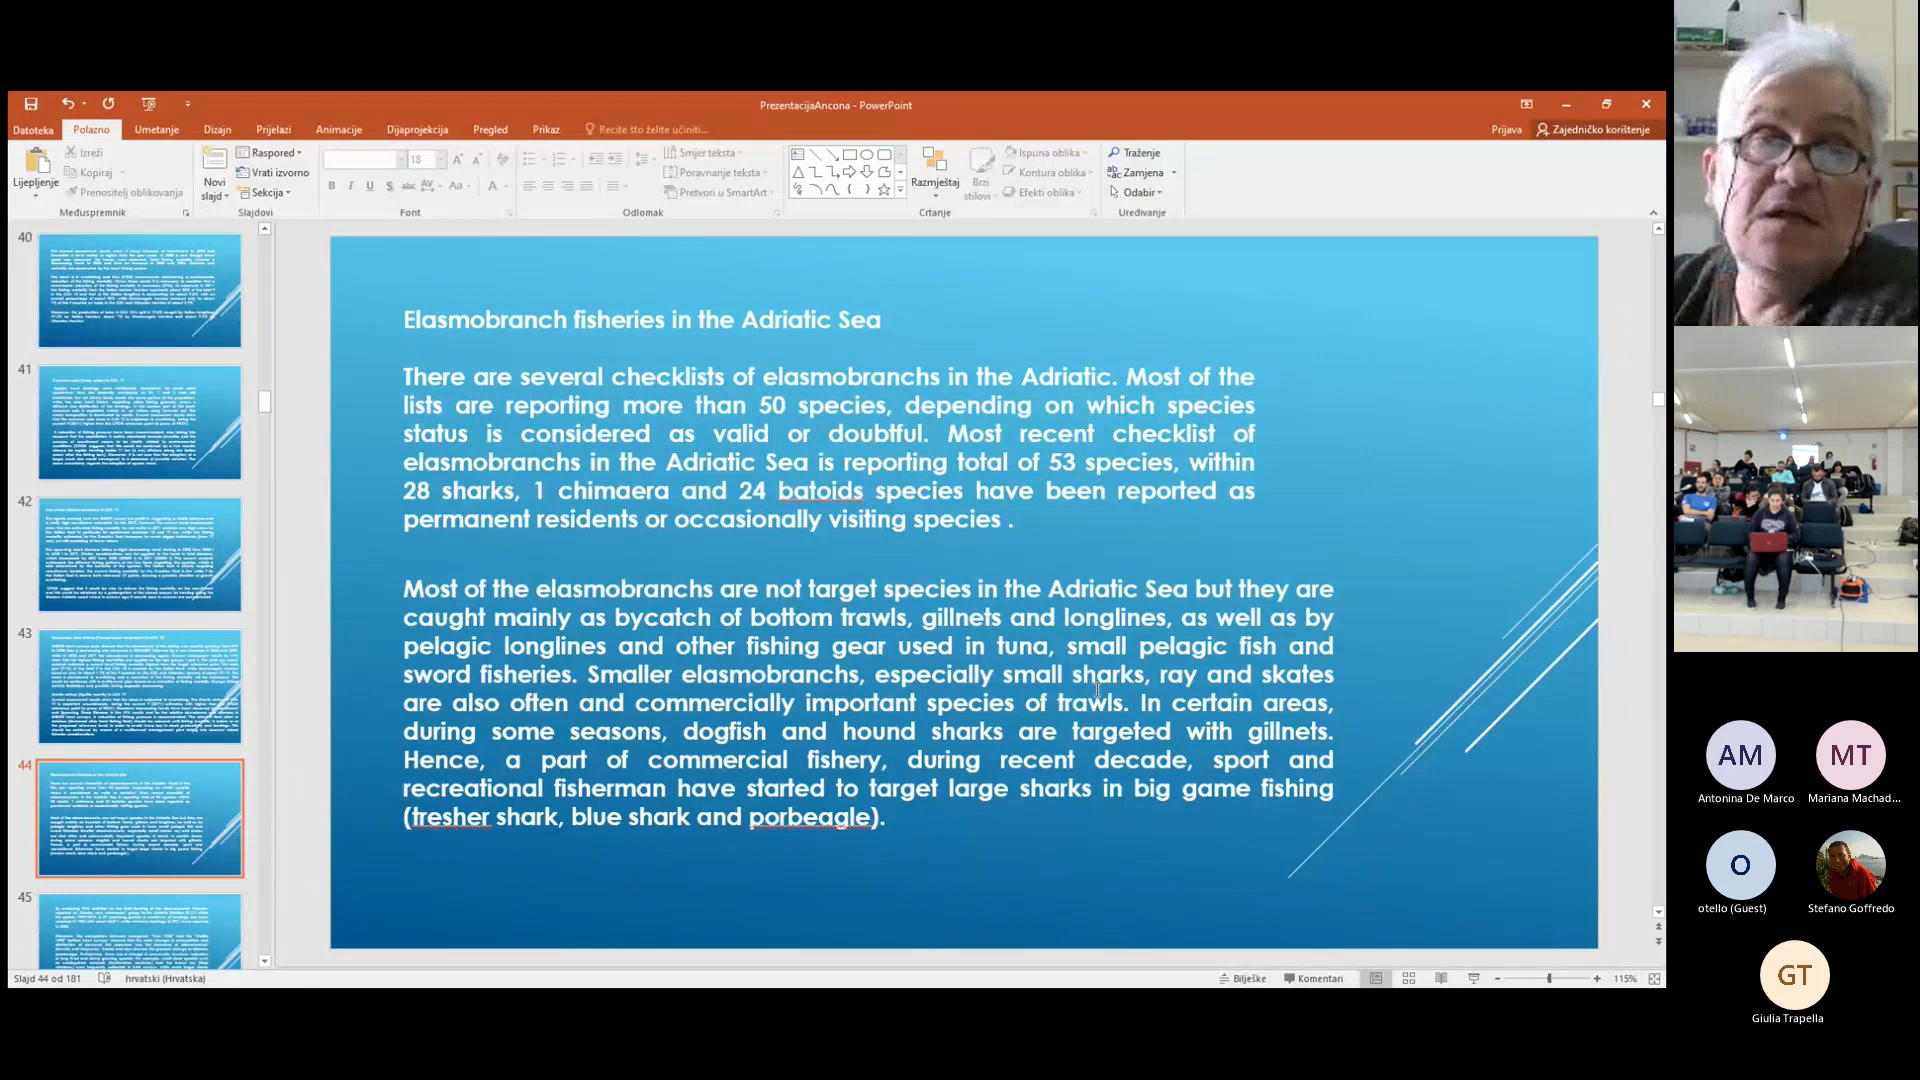 PrezentacijaAncona - PowerPoint
Datoteka Polazno Umetanje Dizajn Prijelazi Animacije Dijaprojekcija Pregled Prikaz Recite što želite učiniti... Prijava Zajedničko korištenje
Lijepljenje
Izreži
Kopiraj
Prenositelj oblikovanja
Međuspremnik
Novi slajd
Raspored
Vrati izvorno
Sekcija
Slajdovi
18
Font
Smjer teksta
Poravnanje teksta
Pretvori u SmartArt
Odlomak
Razmještaj
Brzi stilovi
Ispuna oblika
Kontura oblika
Efekti oblika
Crtanje
Traženje
Zamjena
Odabir
Uređivanje
40
41
42
43
44
45
Elasmobranch fisheries in the Adriatic Sea
There are several checklists of elasmobranchs in the Adriatic. Most of the
lists are reporting more than 50 species, depending on which species
status is considered as valid or doubtful. Most recent checklist of
elasmobranchs in the Adriatic Sea is reporting total of 53 species, within
28 sharks, 1 chimaera and 24 batoids species have been reported as
permanent residents or occasionally visiting species .
Most of the elasmobranchs are not target species in the Adriatic Sea but they are
caught mainly as bycatch of bottom trawls, gillnets and longlines, as well as by
pelagic longlines and other fishing gear used in tuna, small pelagic fish and
sword fisheries. Smaller elasmobranchs, especially small sharks, ray and skates
are also offen and commercially important species of trawls. In certain areas,
during some seasons, dogfish and hound sharks are targeted with gillnets.
Hence, a part of commercial fishery, during recent decade, sport and
recreational fisherman have started to target large sharks in big game fishing
(tresher shark, blue shark and porbeagle).
Slajd 44 od 181 hrvatski (Hrvatska) Bilješke Komentari 115%
AM
Antonina De Marco
MT
Mariana Machad...
O
otello (Guest)
Stefano Goffredo
GT
Giulia Trapella